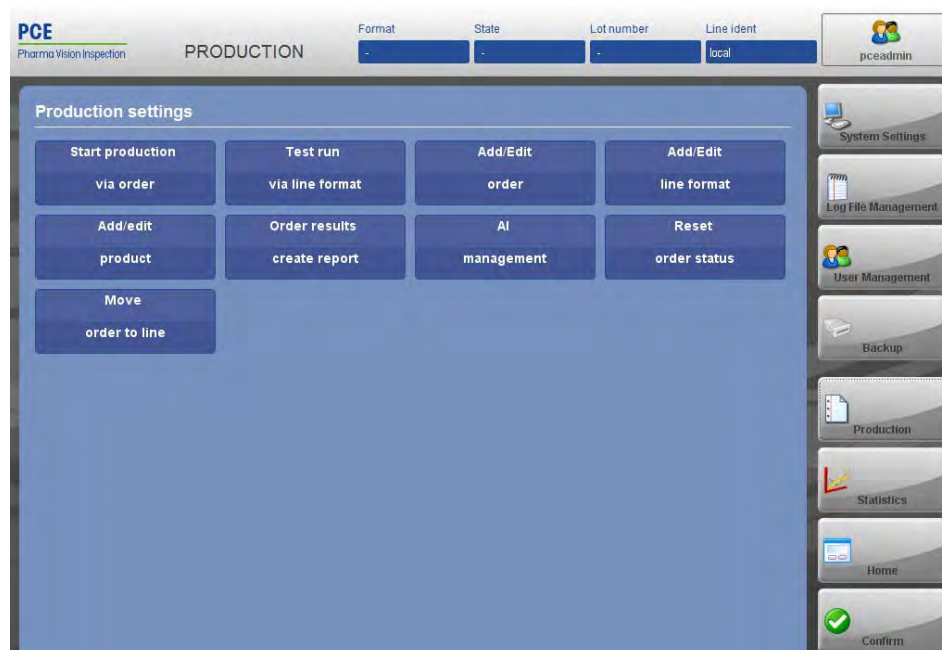 PCE
Pharma Vision Inspection
PRODUCTION
Format
State
Lot number
Line ident
-
-
-
local
pceadmin
Production settings
Start production
via order
Test run
via line format
Add/Edit
order
Add/Edit
line format
Add/edit
product
Order results
create report
AI
management
Reset
order status
Move
order to line
System Settings
Log File Management
User Management
Backup
Production
Statistics
Home
Confirm